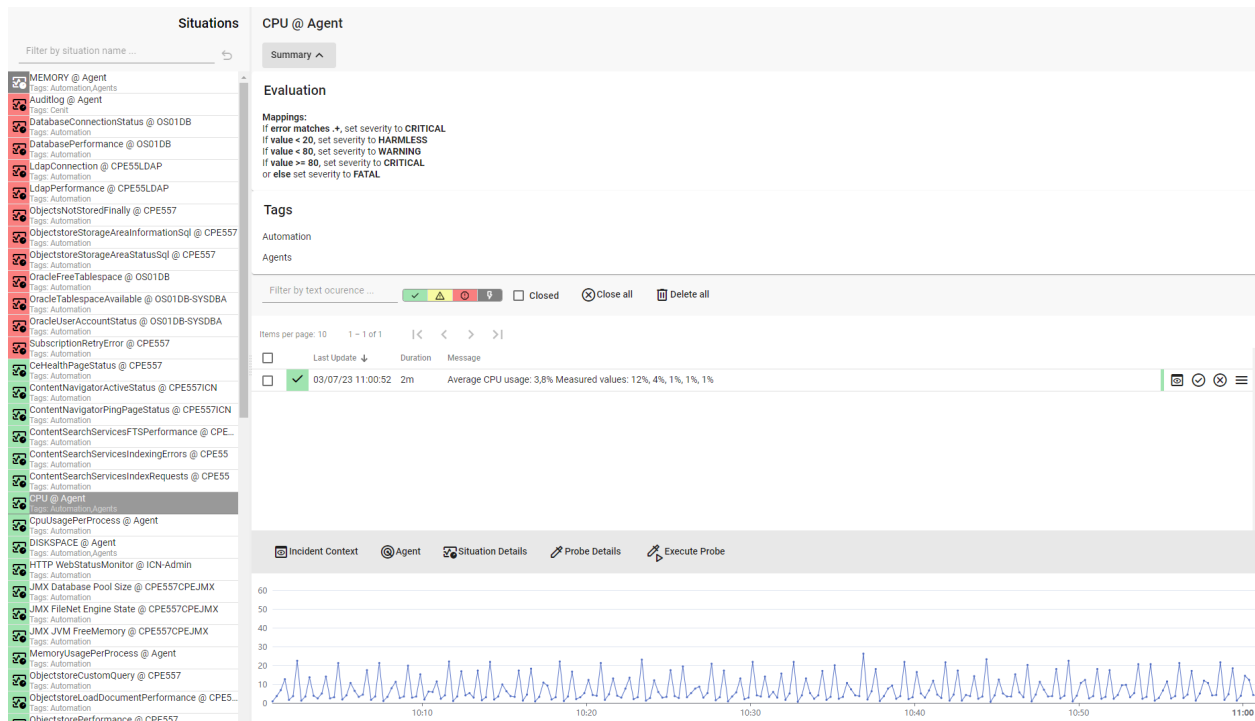 Situations
Filter by situation name ...
MEMORY @ Agent
Tags: Automation,Agents
Auditlog @ Agent
Tags: Cenit
DatabaseConnectionStatus @ OS01DB
Tags: Automation
DatabasePerformance @ OS01DB
Tags: Automation
LdapConnection @ CPE55LDAP
Tags: Automation
LdapPerformance @ CPE55LDAP
Tags: Automation
ObjectsNotStoredFinally @ CPE557
Tags: Automation
ObjectstoreStorageAreaInformationSql @ CPE557
Tags: Automation
ObjectstoreStorageAreaStatusSql @ CPE557
Tags: Automation
OracleFreeTablespace @ OS01DB
Tags: Automation
OracleTablespaceAvailable @ OS01DB-SYSDBA
Tags: Automation
OracleUserAccountStatus @ OS01DB-SYSDBA
Tags: Automation
SubscriptionRetryError @ CPE557
Tags: Automation
CeHealthPageStatus @ CPE557
Tags: Automation
ContentNavigatorActiveStatus @ CPE557ICN
Tags: Automation
ContentNavigatorPingPageStatus @ CPE557ICN
Tags: Automation
ContentSearchServicesFTSPerformance @ CPE...
Tags: Automation
ContentSearchServicesIndexingErrors @ CPE55
Tags: Automation
ContentSearchServicesIndexRequests @ CPE55
Tags: Automation
CPU @ Agent
Tags: Automation,Agents
CpuUsagePerProcess @ Agent
Tags: Automation
DISKSPACE @ Agent
Tags: Automation,Agents
HTTP WebStatusMonitor @ ICN-Admin
Tags: Automation
JMX Database Pool Size @ CPE557CPEJMX
Tags: Automation
JMX FileNet Engine State @ CPE557CPEJMX
Tags: Automation
JMX JVM FreeMemory @ CPE557CPEJMX
Tags: Automation
MemoryUsagePerProcess @ Agent
Tags: Automation
ObjectstoreCustomQuery @ CPE557
Tags: Automation
ObjectstoreLoadDocumentPerformance @ CPE5...
Tags: Automation
ObjectstorePerformance @ CPE557
CPU @ Agent
Summary
Evaluation
Mappings:
If error matches .+, set severity to CRITICAL
If value < 20, set severity to HARMLESS
If value < 80, set severity to WARNING
If value >= 80, set severity to CRITICAL
or else set severity to FATAL
Tags
Automation
Agents
Filter by text ocurence ...
Closed
Close all
Delete all
Items per page: 10 1 – 1 of 1
Last Update Duration Message
03/07/23 11:00:52 2m Average CPU usage: 3,8% Measured values: 12%, 4%, 1%, 1%, 1%
Incident Context Agent Situation Details Probe Details Execute Probe
60
50
40
30
20
10
0
10:10 10:20 10:30 10:40 10:50 11:00